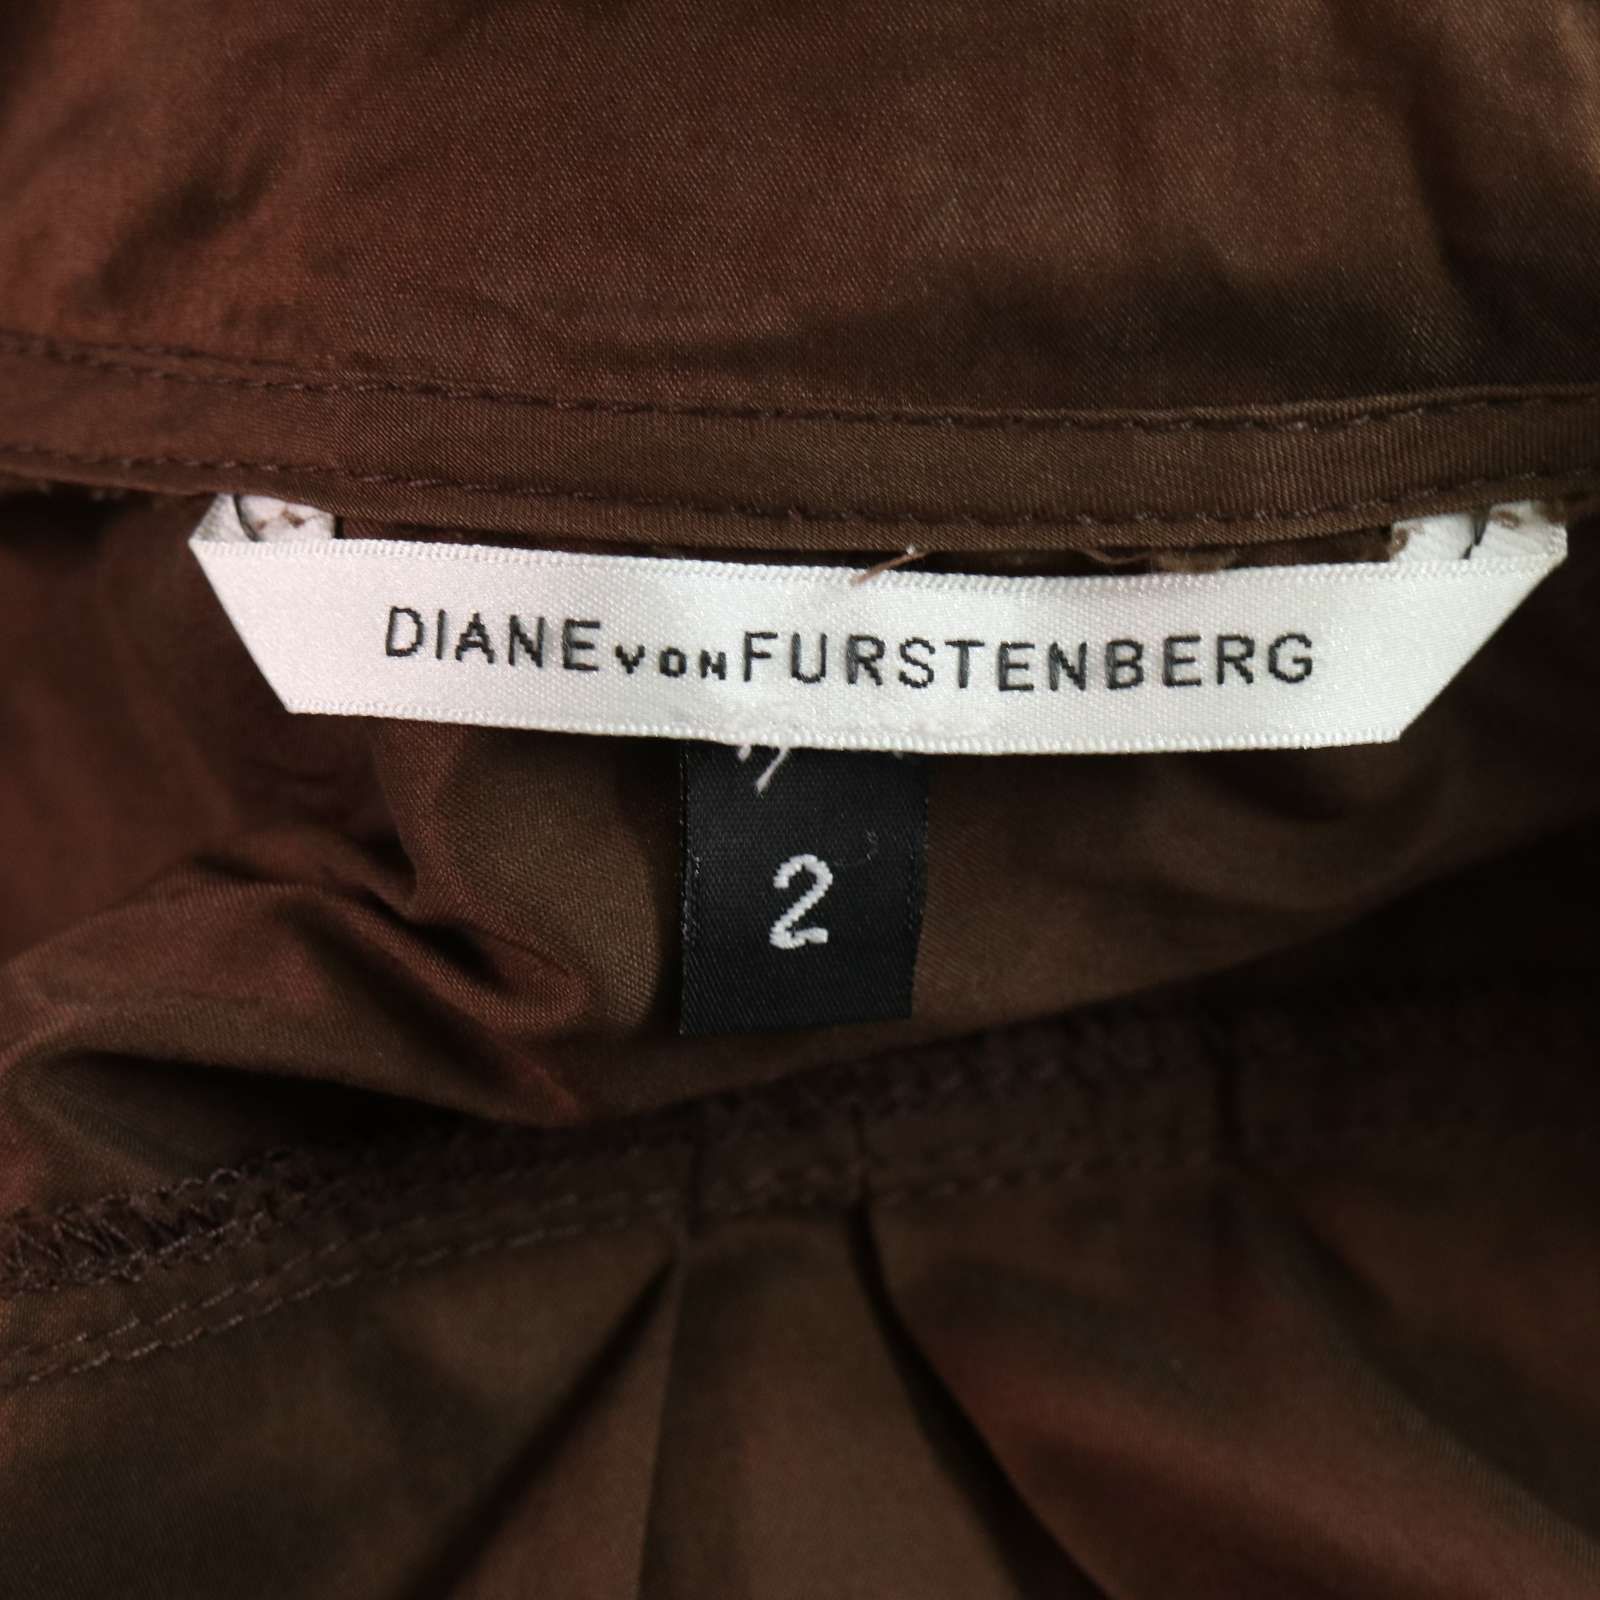 DIANE VON FURSTENBERG
2